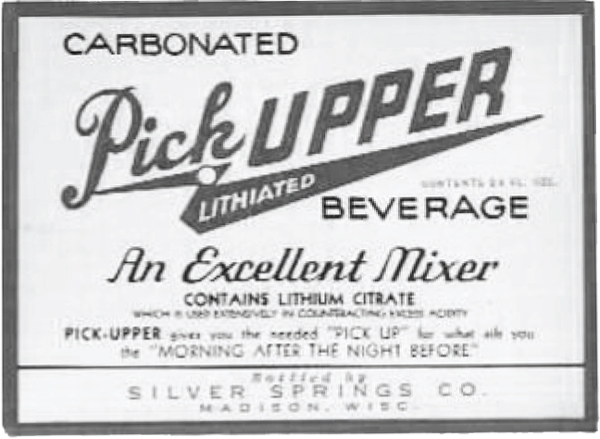 CARBONATED
Pick UPPER
LITHIATED
CONTENTS 24 FL. OZS.
BEVERAGE
An Excellent Mixer
CONTAINS LITHIUM CITRATE
WHICH IS USED EXTENSIVELY IN COUNTERACTING EXCESS ACIDITY
PICK-UPPER gives you the needed "PICK UP" for what ails you
the "MORNING AFTER THE NIGHT BEFORE"
Bottled by
SILVER SPRINGS CO.
MADISON, WISC.